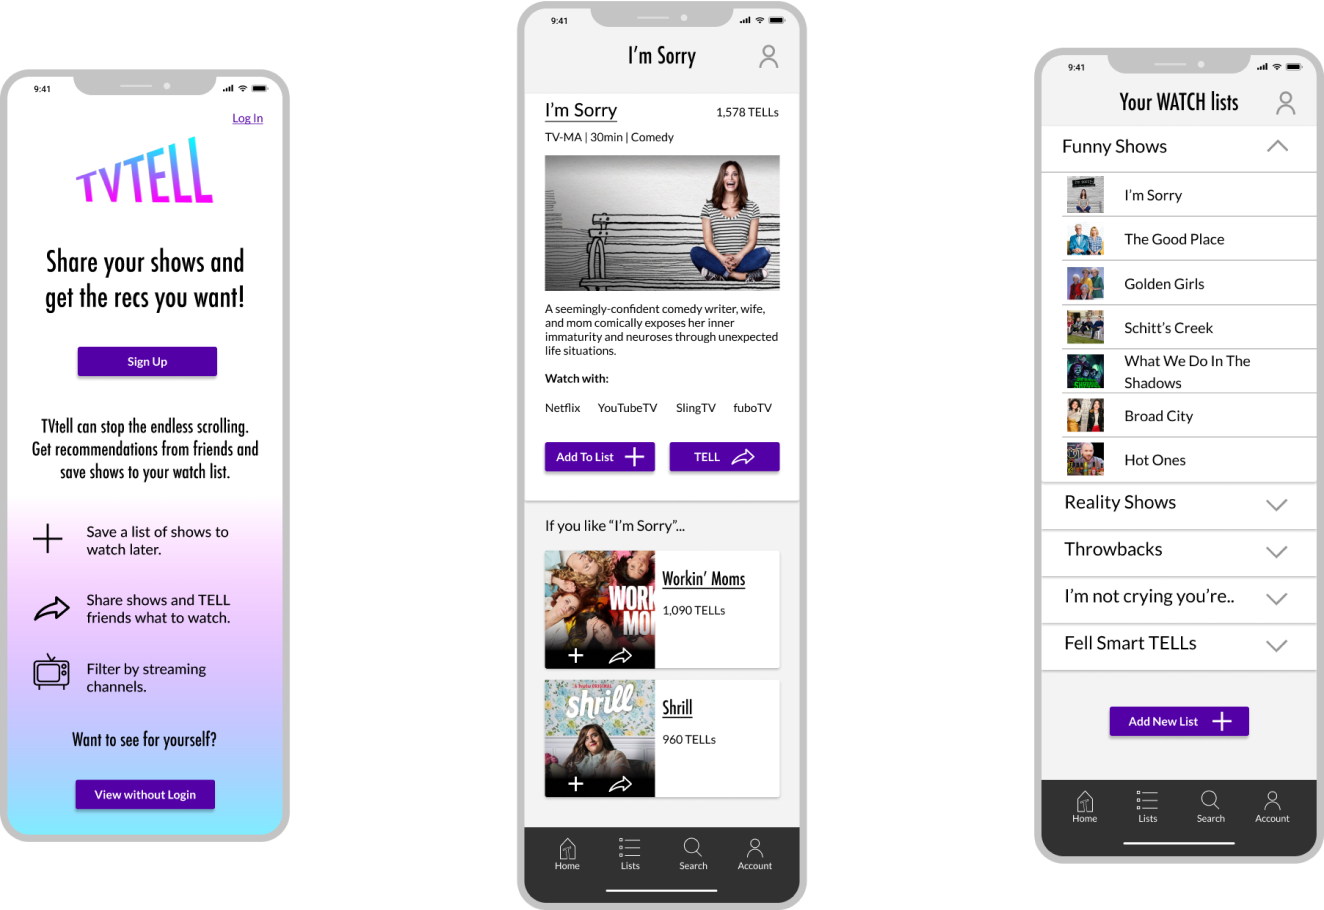 9:41
Log In
TVTELL
Share your shows and
get the recs you want!
Sign Up
TVtell can stop the endless scrolling.
Get recommendations from friends and
save shows to your watch list.
Save a list of shows to
watch later.
Share shows and TELL
friends what to watch.
Filter by streaming
channels.
Want to see for yourself?
View without Login
9:41
I'm Sorry
I'm Sorry
1,578 TELLs
TV-MA | 30min | Comedy
A seemingly-confident comedy writer, wife,
and mom comically exposes her inner
immaturity and neuroses through unexpected
life situations.
Watch with:
Netflix YouTubeTV SlingTV fuboTV
Add To List
TELL
If you like “I'm Sorry”...
WORK
MO
Workin' Moms
1,090 TELLs
shrill
Shrill
960 TELLs
Home Lists Search Account
9:41
Your WATCH lists
Funny Shows
I'm Sorry
The Good Place
Golden Girls
Schitt's Creek
What We Do In The
Shadows
Broad City
Hot Ones
Reality Shows
Throwbacks
I'm not crying you're..
Fell Smart TELLs
Add New List
Home Lists Search Account